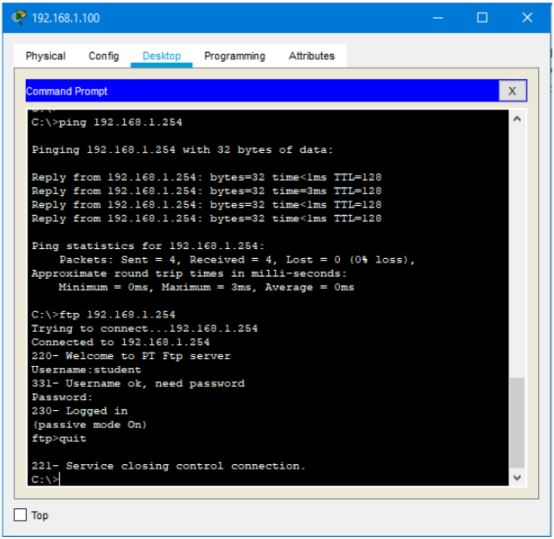 192.168.1.100
Physical Config Desktop Programming Attributes
Command Prompt X
C:\>ping 192.168.1.254
Pinging 192.168.1.254 with 32 bytes of data:
Reply from 192.168.1.254: bytes=32 time<1ms TTL=128
Reply from 192.168.1.254: bytes=32 time=3ms TTL=128
Reply from 192.168.1.254: bytes=32 time<1ms TTL=128
Reply from 192.168.1.254: bytes=32 time<1ms TTL=128
Ping statistics for 192.168.1.254:
Packets: Sent = 4, Received = 4, Lost = 0 (0% loss),
Approximate round trip times in milli-seconds:
Minimum = 0ms, Maximum = 3ms, Average = 0ms
C:\>ftp 192.168.1.254
Trying to connect...192.168.1.254
Connected to 192.168.1.254
220- Welcome to PT Ftp server
Username:student
331- Username ok, need password
Password:
230- Logged in
(passive mode On)
ftp>quit
221- Service closing control connection.
C:\>
Top